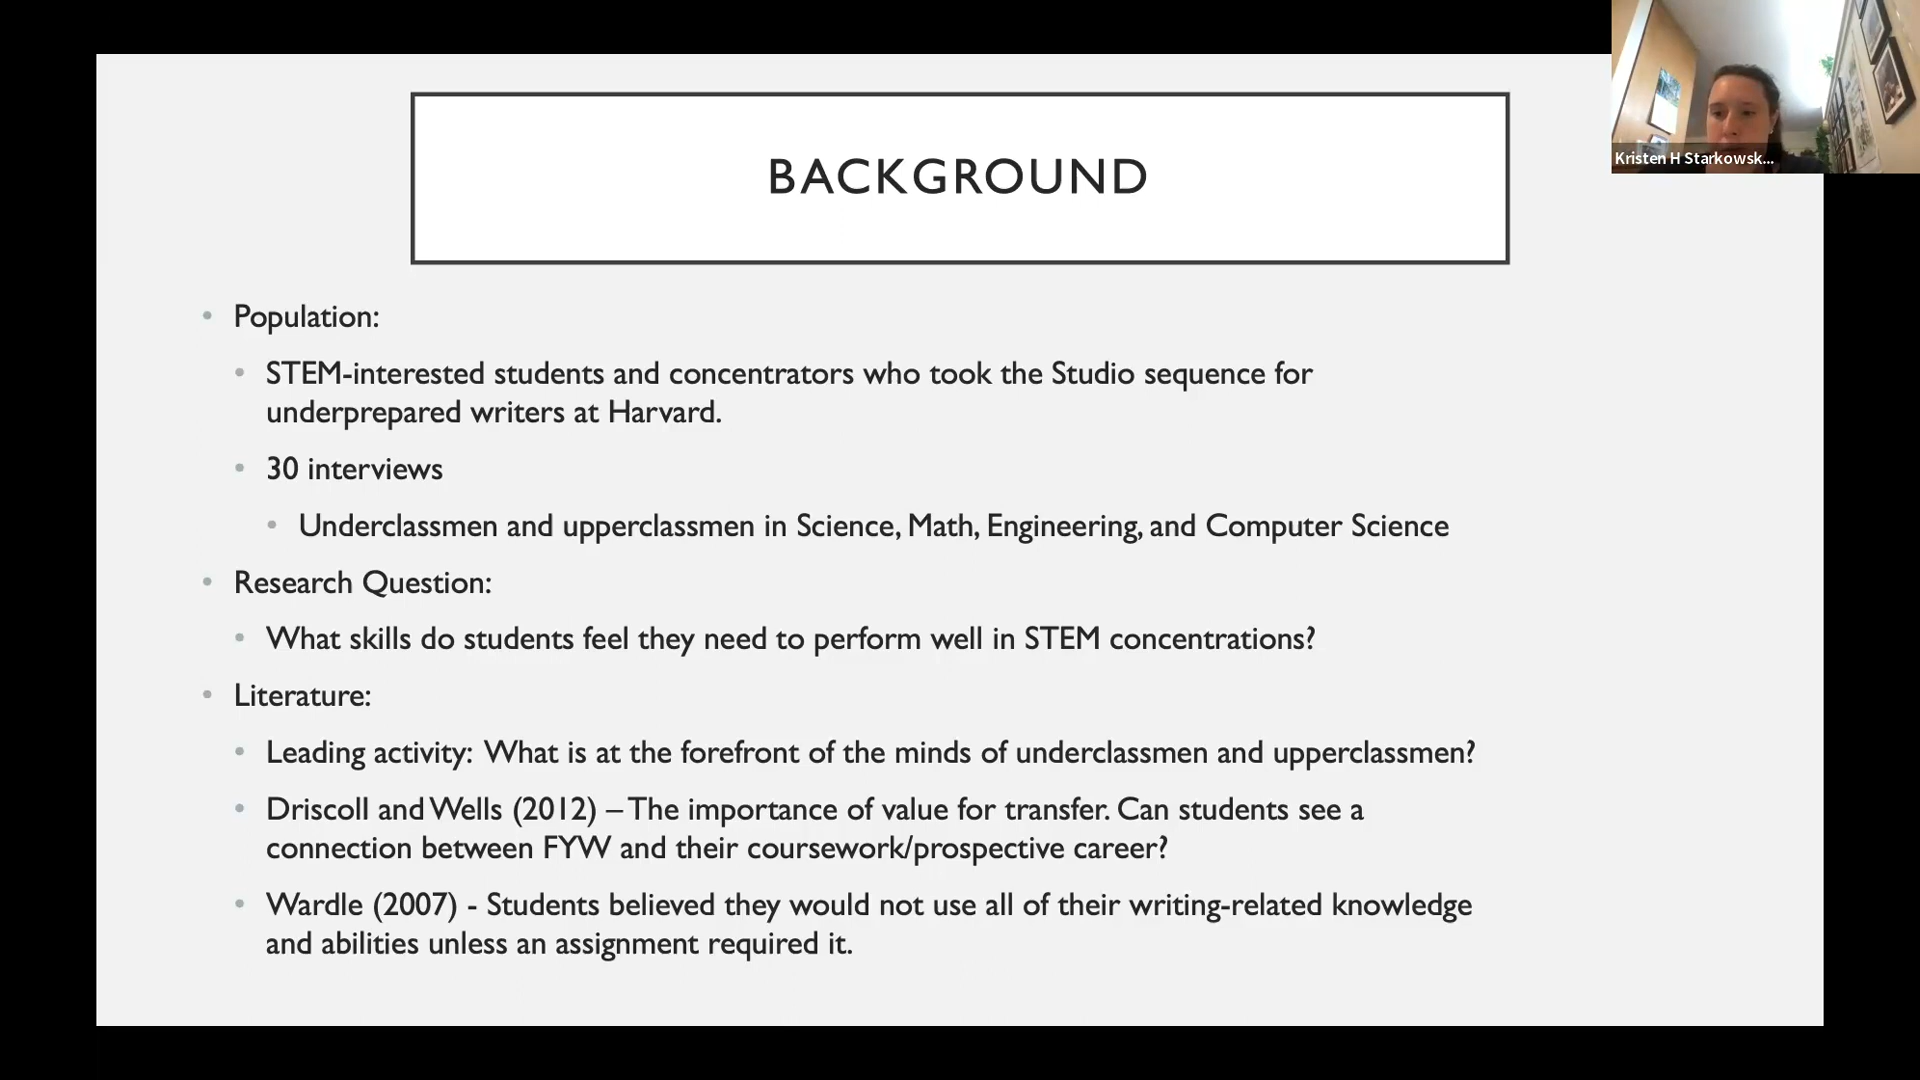 BACKGROUND
Kristen H Starkowsk...
• Population:
• STEM-interested students and concentrators who took the Studio sequence for
underprepared writers at Harvard.
• 30 interviews
• Underclassmen and upperclassmen in Science, Math, Engineering, and Computer Science
• Research Question:
• What skills do students feel they need to perform well in STEM concentrations?
• Literature:
• Leading activity: What is at the forefront of the minds of underclassmen and upperclassmen?
• Driscoll and Wells (2012) – The importance of value for transfer. Can students see a
connection between FYW and their coursework/prospective career?
• Wardle (2007) - Students believed they would not use all of their writing-related knowledge
and abilities unless an assignment required it.